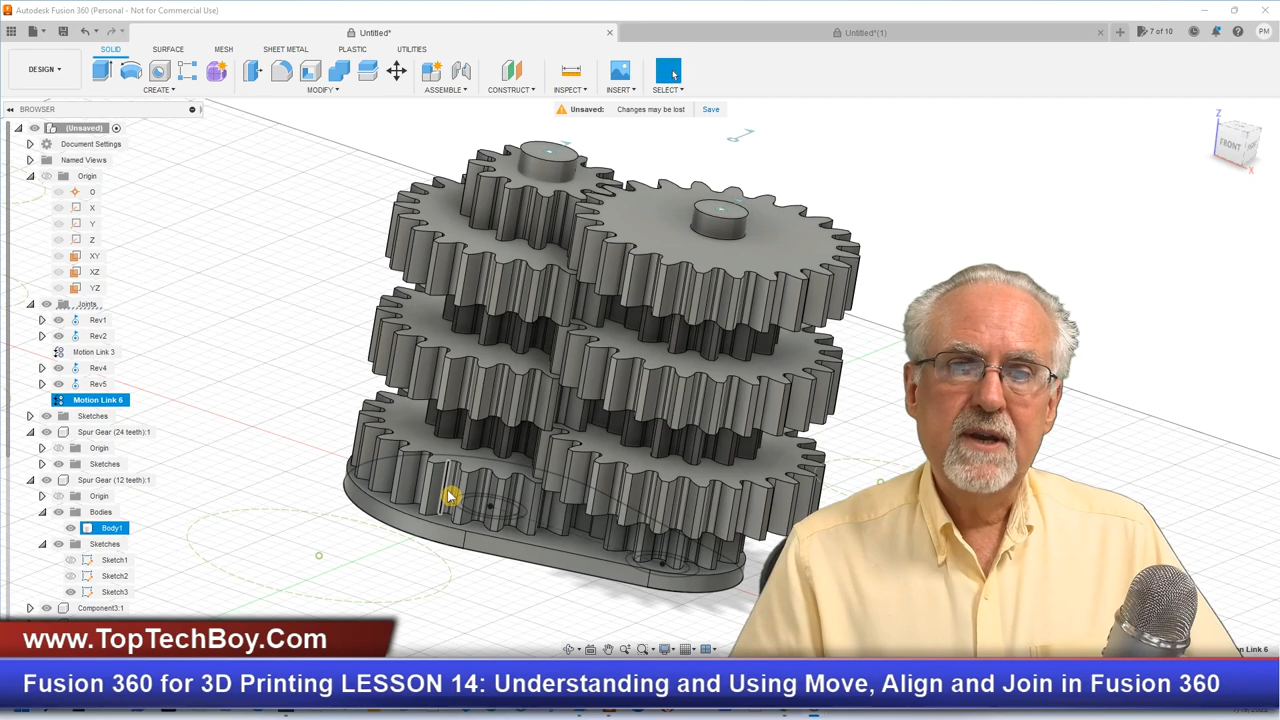 Autodesk Fusion 360 (Personal - Not for Commercial Use)
Untitled*
Untitled*(1)
7 of 10
PM
DESIGN
SOLID
SURFACE
MESH
SHEET METAL
PLASTIC
UTILITIES
CREATE
MODIFY
ASSEMBLE
CONSTRUCT
INSPECT
INSERT
SELECT
BROWSER
Unsaved: Changes may be lost Save
(Unsaved)
Document Settings
Named Views
Origin
O
X
Y
Z
XY
XZ
YZ
Joints
Rev1
Rev2
Motion Link 3
Rev4
Rev5
Motion Link 6
Sketches
Spur Gear (24 teeth):1
Origin
Sketches
Spur Gear (12 teeth):1
Origin
Bodies
Body1
Sketches
Sketch1
Sketch2
Sketch3
Component3:1
Z
FRONT
X
www.TopTechBoy.Com
Fusion 360 for 3D Printing LESSON 14: Understanding and Using Move, Align and Join in Fusion 360